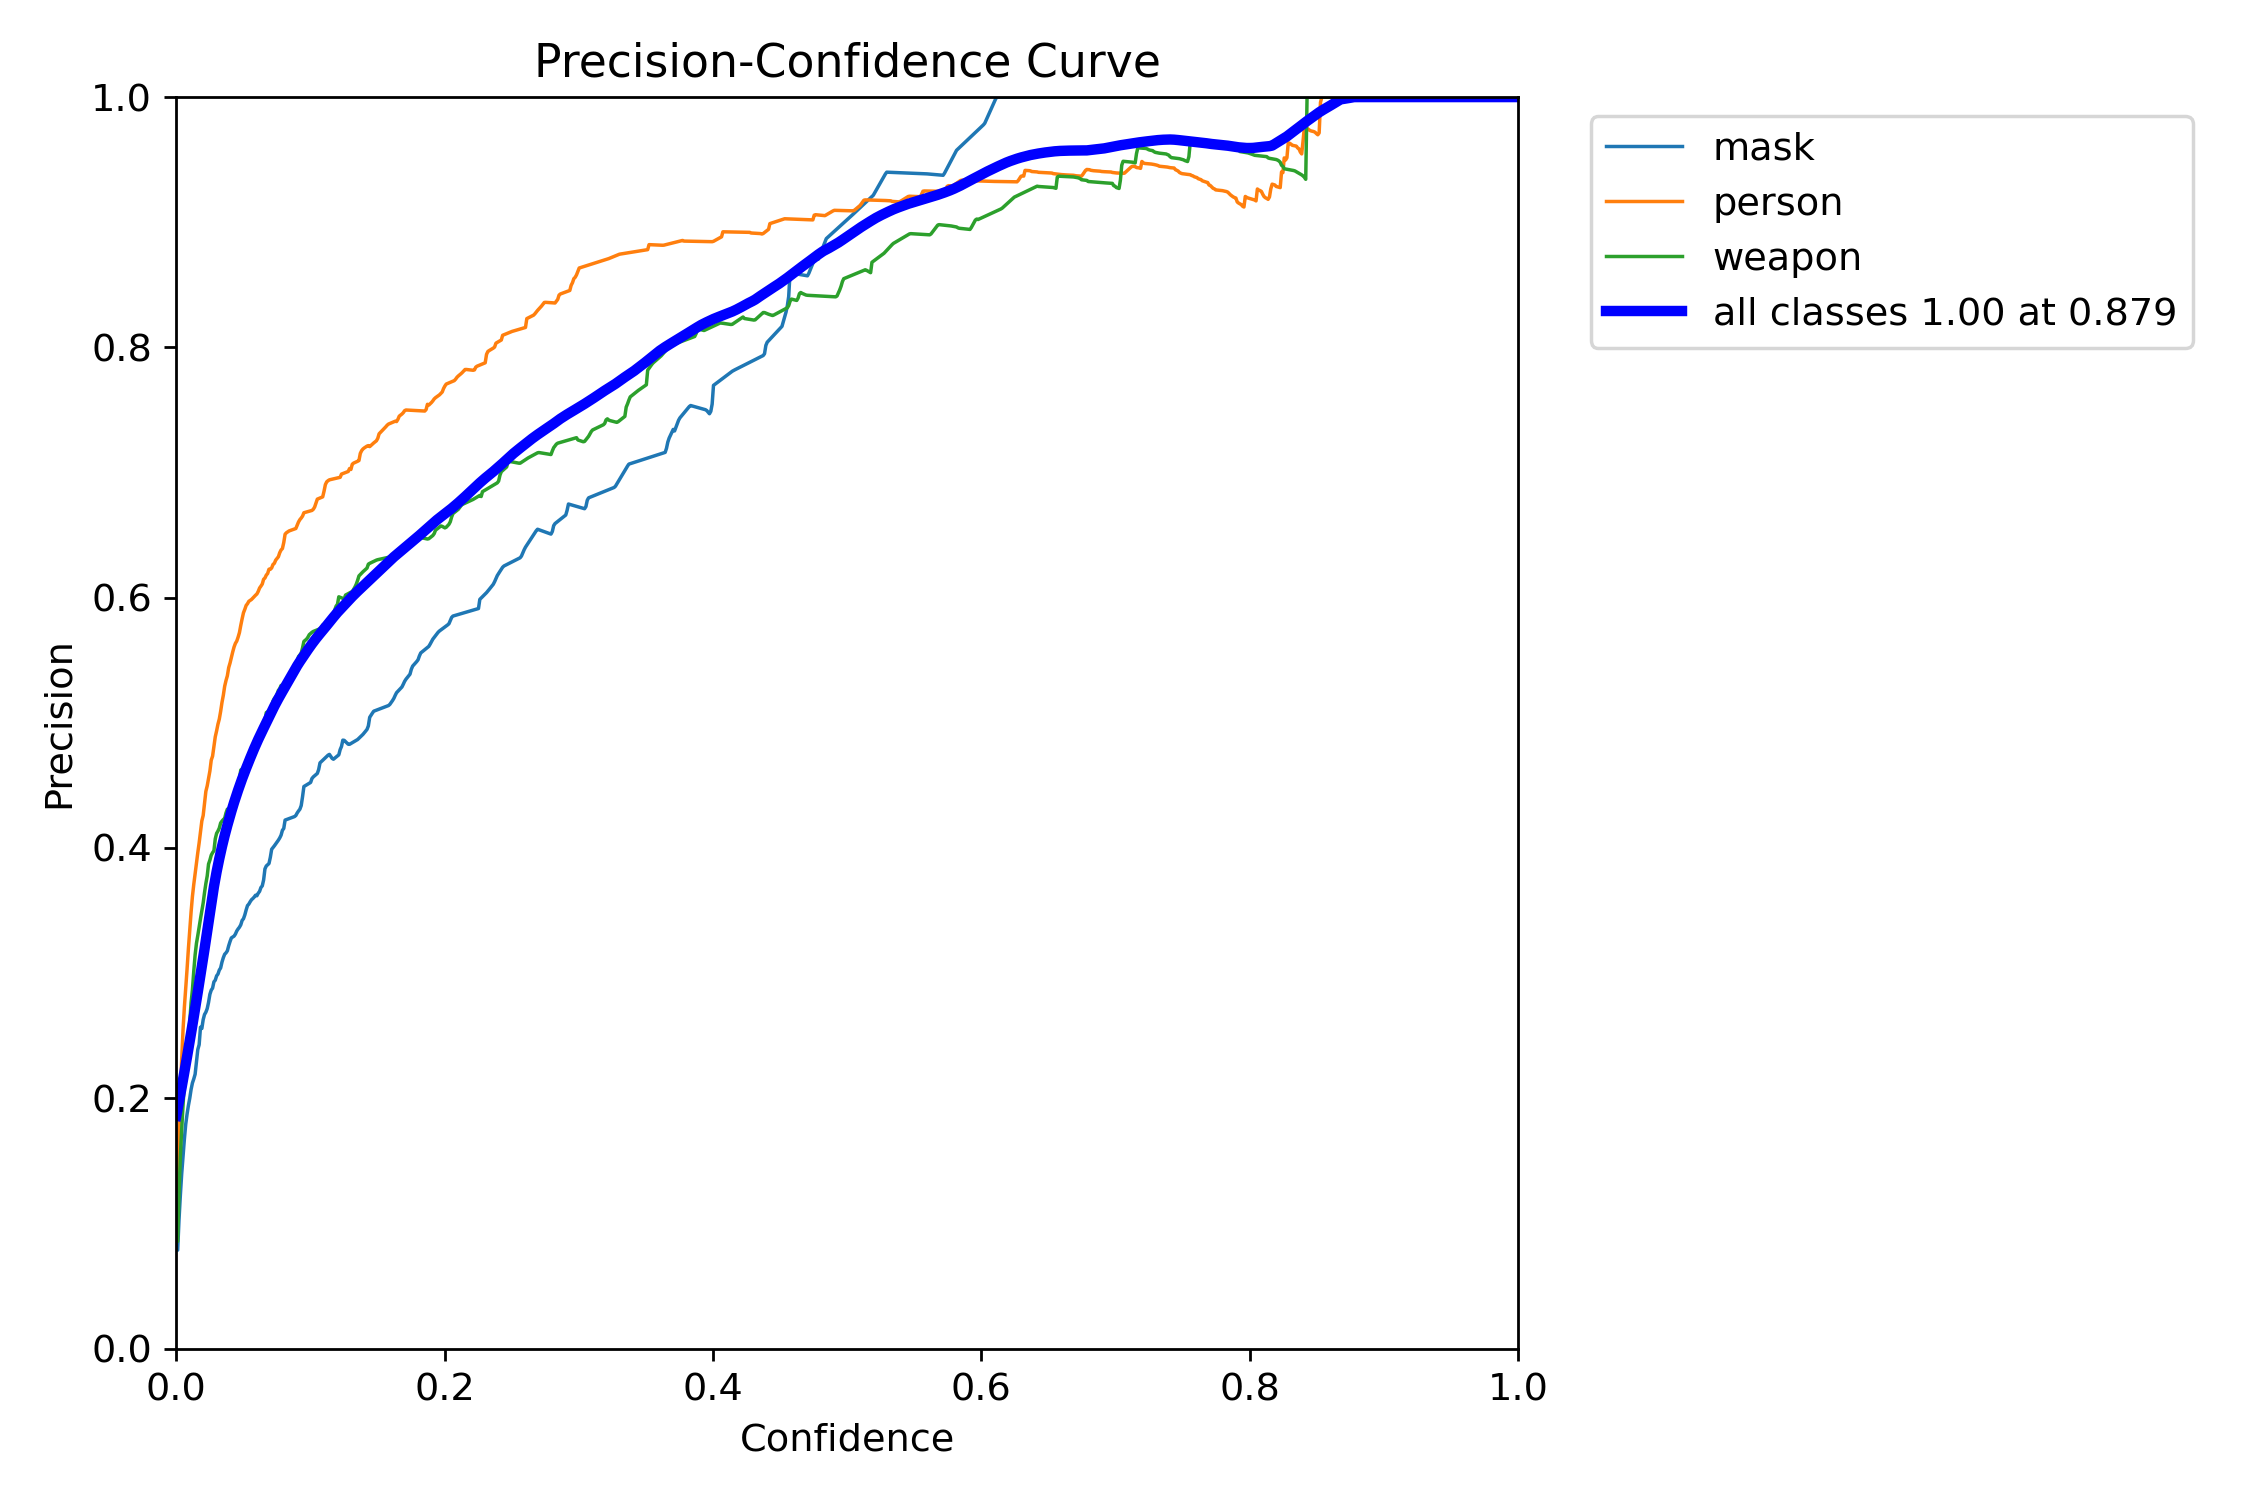 Precision-Confidence Curve
1.0
0.8
0.6
0.4
0.2
0.0
Precision
0.0 0.2 0.4 0.6 0.8 1.0
Confidence
mask
person
weapon
all classes 1.00 at 0.879